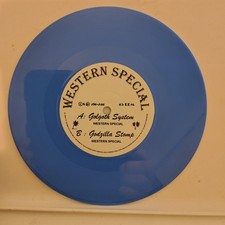 WESTERN SPECIAL
A: Golgoth System
WESTERN SPECIAL
B: Godzilla Stomp
WESTERN SPECIAL